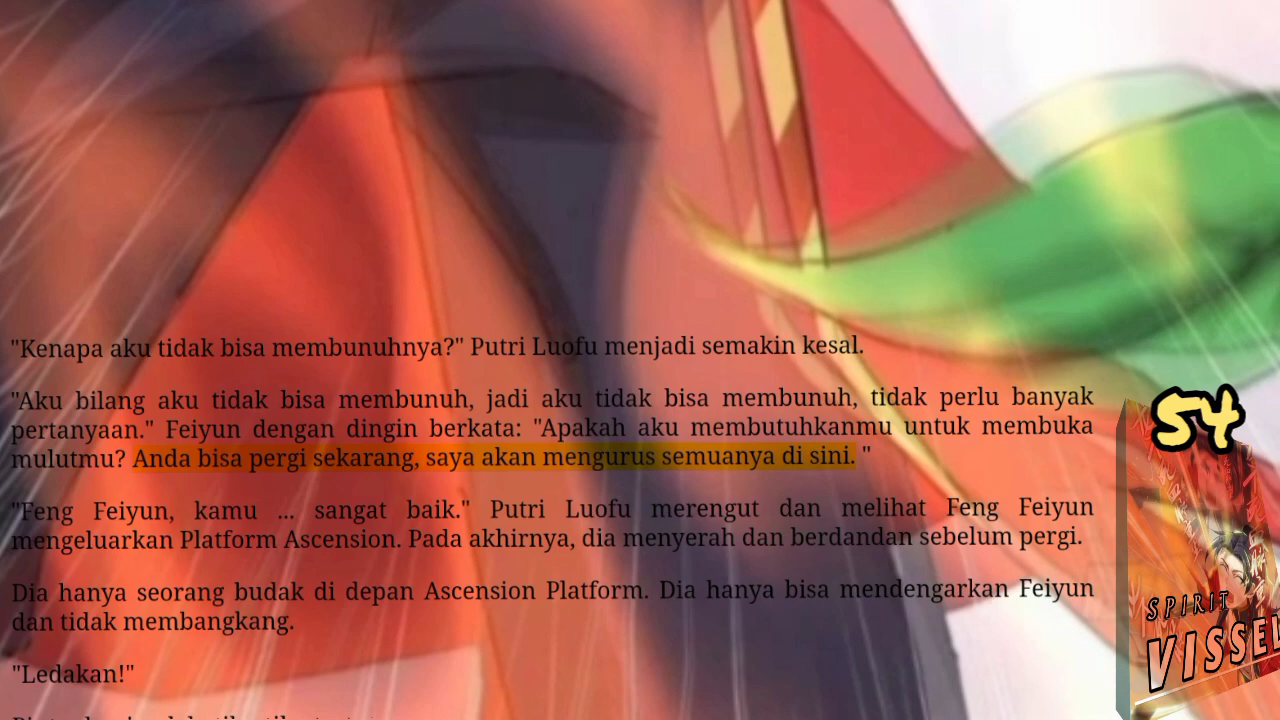 "Kenapa aku tidak bisa membunuhnya?" Putri Luofu menjadi semakin kesal.
"Aku bilang aku tidak bisa membunuh, jadi aku tidak bisa membunuh, tidak perlu banyak
pertanyaan." Feiyun dengan dingin berkata: "Apakah aku membutuhkanmu untuk membuka
mulutmu? Anda bisa pergi sekarang, saya akan mengurus semuanya di sini. "
"Feng Feiyun, kamu ... sangat baik." Putri Luofu merengut dan melihat Feng Feiyun
mengeluarkan Platform Ascension. Pada akhirnya, dia menyerah dan berdandan sebelum pergi.
Dia hanya seorang budak di depan Ascension Platform. Dia hanya bisa mendengarkan Feiyun
dan tidak membangkang.
"Ledakan!"
54
SPIRIT
VISSEL